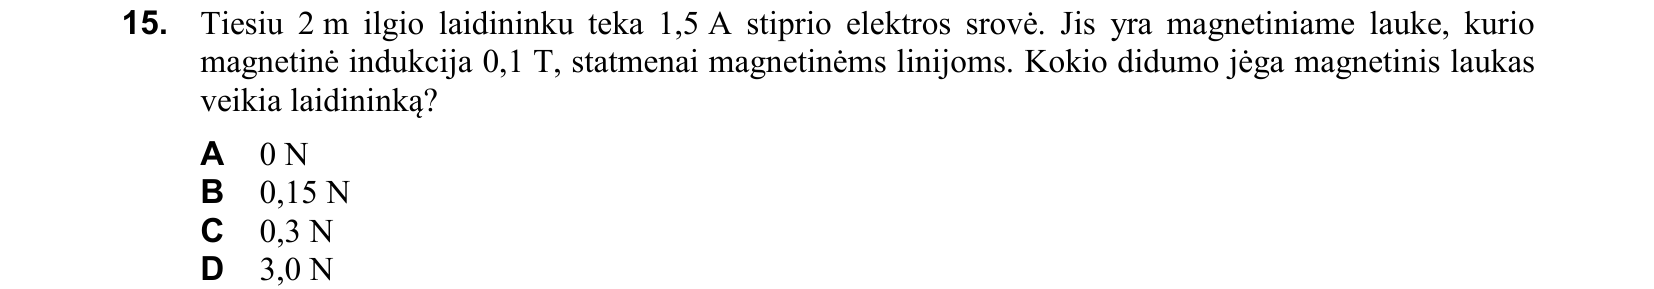 15. Tiesiu 2 m ilgio laidininku teka 1,5 A stiprio elektros srovė. Jis yra magnetiniame lauke, kurio
magnetinė indukcija 0,1 T, statmenai magnetinėms linijoms. Kokio didumo jėga magnetinis laukas
veikia laidininką?
A 0 N
B 0,15 N
C 0,3 N
D 3,0 N